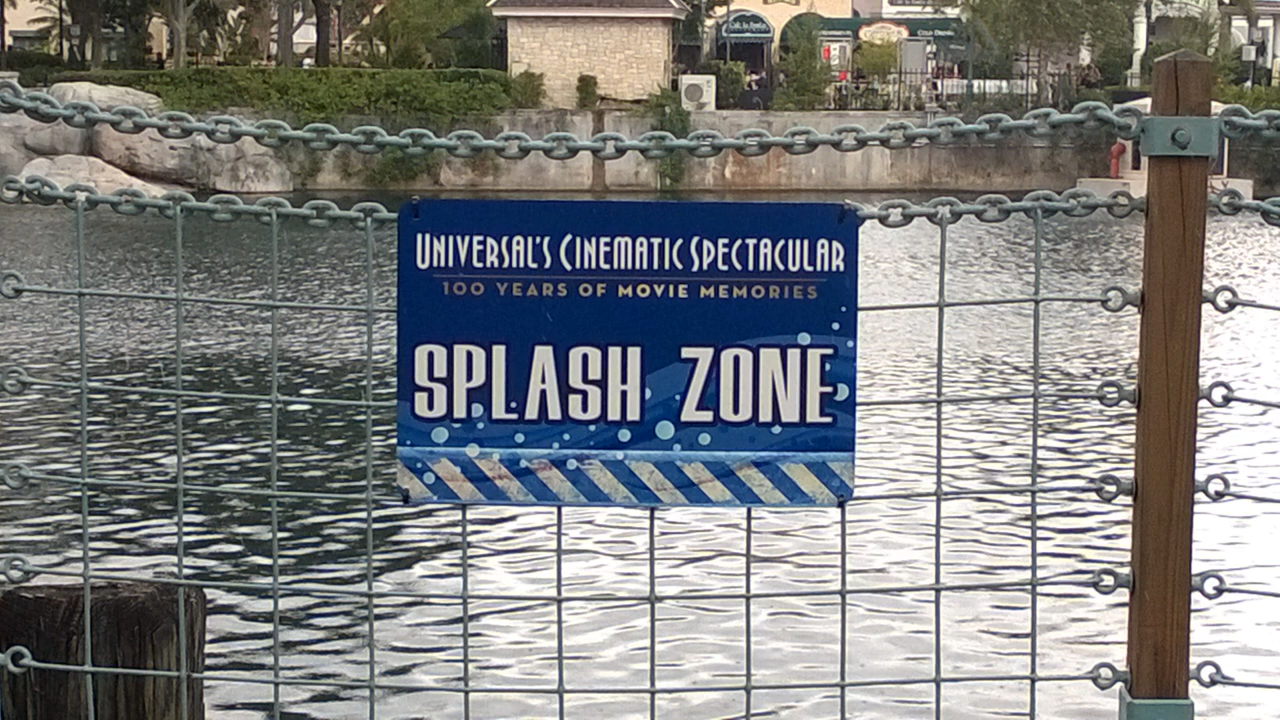 UNIVERSAL'S CINEMATIC SPECTACULAR
100 YEARS OF MOVIE MEMORIES
SPLASH ZONE